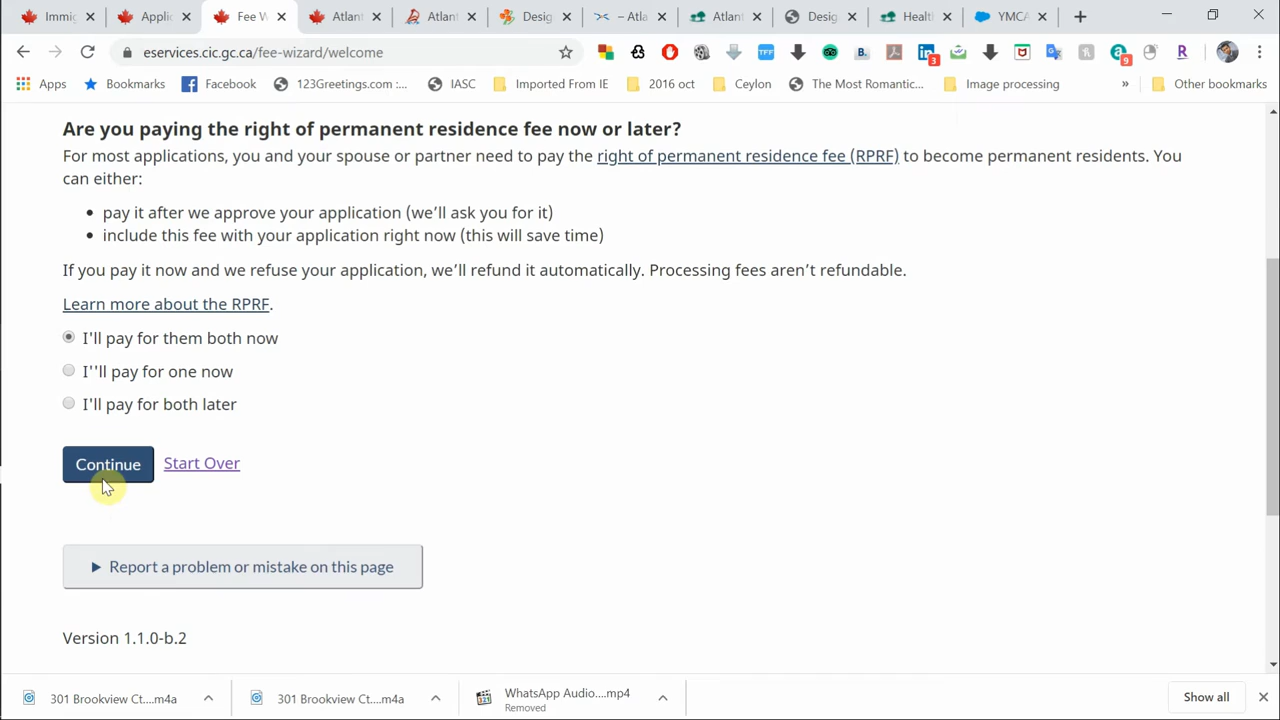 Immig
Applic
Fee W
Atlant
Atlant
Desig
– Atla
Atlant
Desig
Healt
YMCA
eservices.cic.gc.ca/fee-wizard/welcome
TFF
B.
3
9
R
Apps
Bookmarks
Facebook
123Greetings.com :...
IASC
Imported From IE
2016 oct
Ceylon
The Most Romantic...
Image processing
»
Other bookmarks
Are you paying the right of permanent residence fee now or later?
For most applications, you and your spouse or partner need to pay the right of permanent residence fee (RPRF) to become permanent residents. You
can either:
• pay it after we approve your application (we'll ask you for it)
• include this fee with your application right now (this will save time)
If you pay it now and we refuse your application, we'll refund it automatically. Processing fees aren't refundable.
Learn more about the RPRF.
I'll pay for them both now
I''ll pay for one now
I'll pay for both later
Continue Start Over
Report a problem or mistake on this page
Version 1.1.0-b.2
301 Brookview Ct....m4a
301 Brookview Ct....m4a
WhatsApp Audio....mp4
Removed
Show all